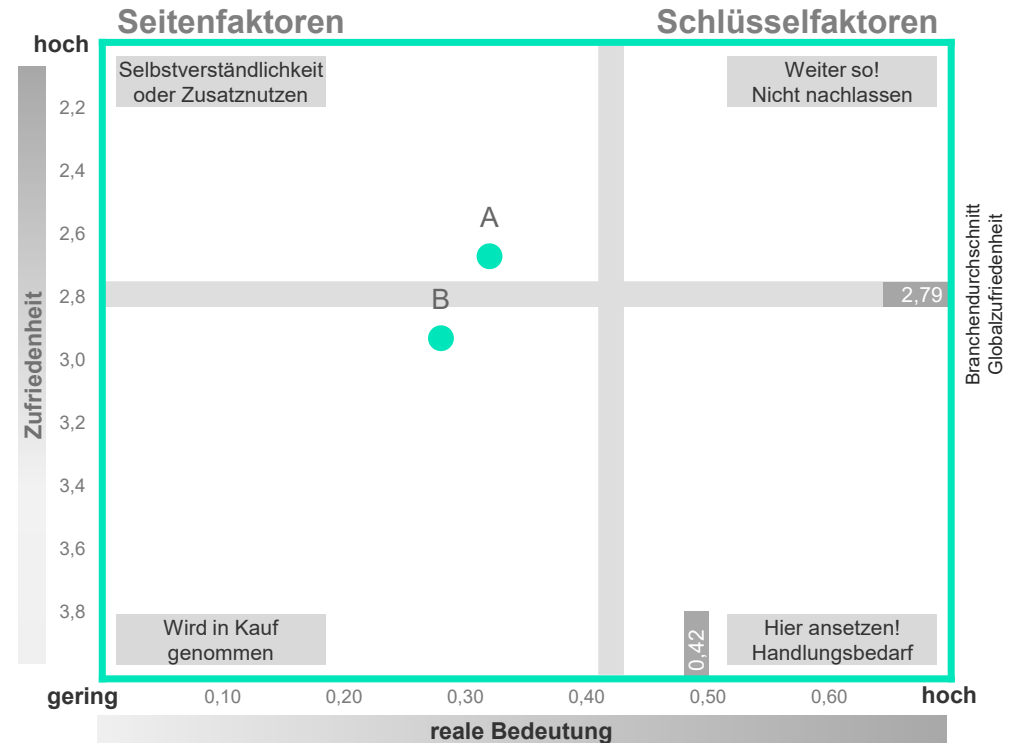 Seitenfaktoren
Schlüsselfaktoren
hoch
Selbstverständlichkeit
oder Zusatznutzen
Weiter so!
Nicht nachlassen
2,2
2,4
2,6
2,8
3,0
3,2
3,4
3,6
3,8
Zufriedenheit
A
B
2,79
Branchendurchschnitt
Globalzufriedenheit
Wird in Kauf
genommen
0,42
Hier ansetzen!
Handlungsbedarf
gering
0,10
0,20
0,30
0,40
0,50
0,60
hoch
reale Bedeutung